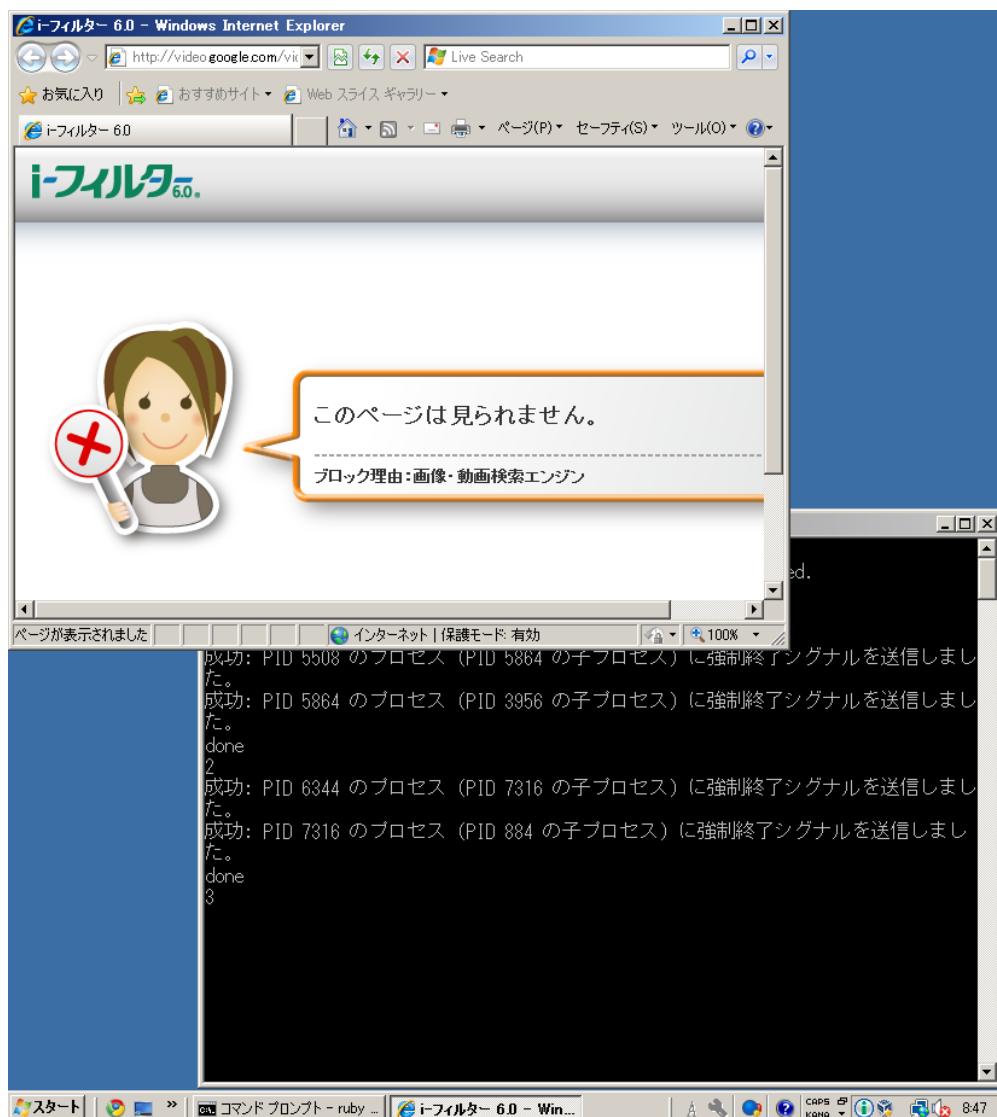 i-フィルター 6.0 - Windows Internet Explorer
http://video.google.com/vic
Live Search
お気に入り
おすすめサイト
Web スライス ギャラリー
i-フィルター 6.0
ページ(P)
セーフティ(S)
ツール(O)
i-フィルター 6.0®
このページは見られません。
ブロック理由:画像・動画検索エンジン
ed.
ページが表示されました
インターネット | 保護モード: 有効
100%
成功: PID 5508 のプロセス (PID 5864 の子プロセス) に強制終了シグナルを送信しまし
た。
成功: PID 5864 のプロセス (PID 3956 の子プロセス) に強制終了シグナルを送信しまし
た。
done
2
成功: PID 6344 のプロセス (PID 7316 の子プロセス) に強制終了シグナルを送信しまし
た。
成功: PID 7316 のプロセス (PID 884 の子プロセス) に強制終了シグナルを送信しまし
た。
done
3
スタート
コマンド プロンプト - ruby ...
i-フィルター 6.0 - Win...
A
CAPS
KANA
8:47